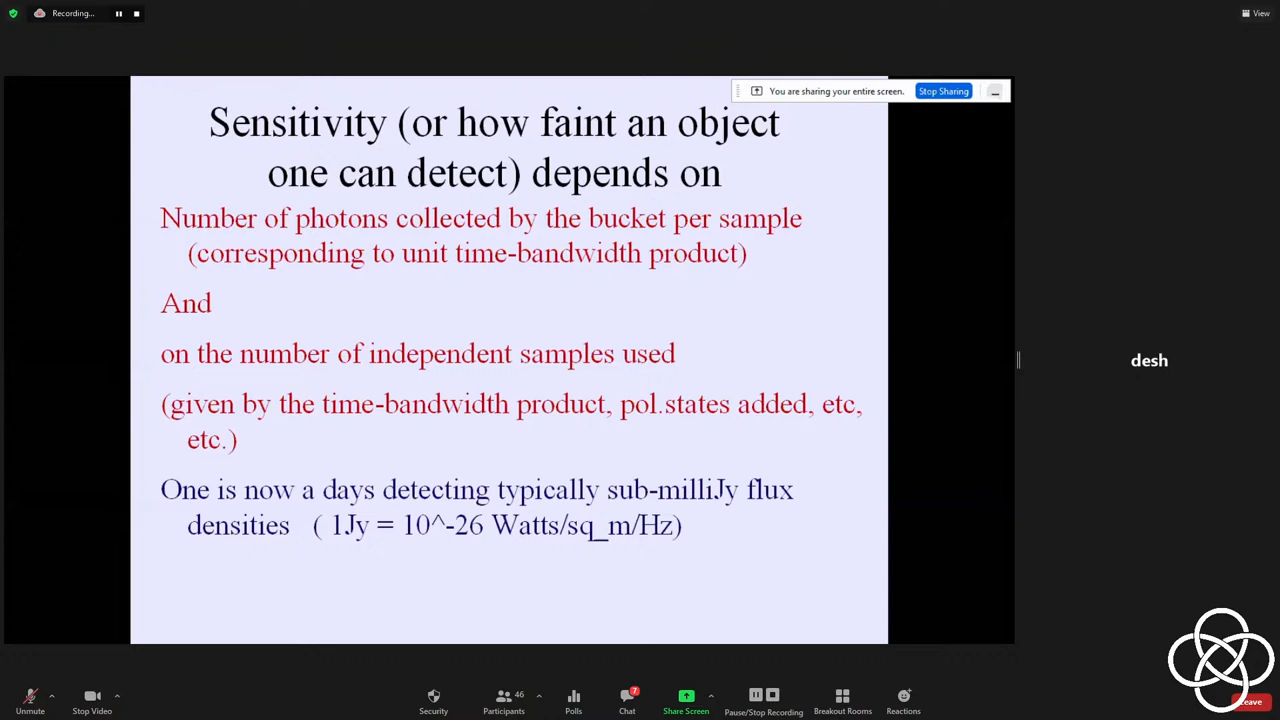 Recording...
View
You are sharing your entire screen.
Stop Sharing
Sensitivity (or how faint an object
one can detect) depends on
Number of photons collected by the bucket per sample
(corresponding to unit time-bandwidth product)
And
on the number of independent samples used
(given by the time-bandwidth product, pol.states added, etc,
etc.)
One is now a days detecting typically sub-milliJy flux
densities ( 1Jy = 10^-26 Watts/sq_m/Hz)
desh
Unmute
Stop Video
Security
46
Participants
Polls
7
Chat
Share Screen
Pause/Stop Recording
Breakout Rooms
Reactions
Leave